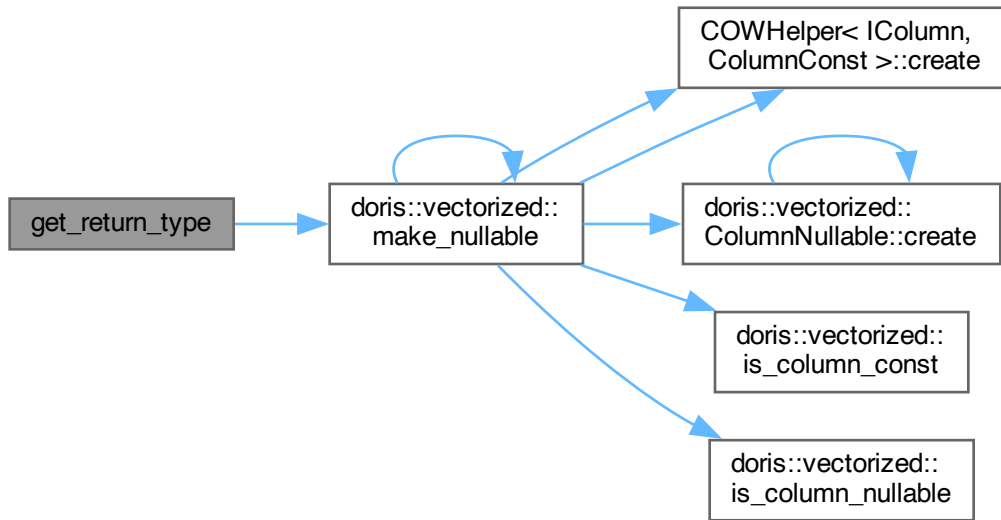 get_return_type
doris::vectorized::
make_nullable
COWHelper< IColumn,
ColumnConst >::create
doris::vectorized::
ColumnNullable::create
doris::vectorized::
is_column_const
doris::vectorized::
is_column_nullable